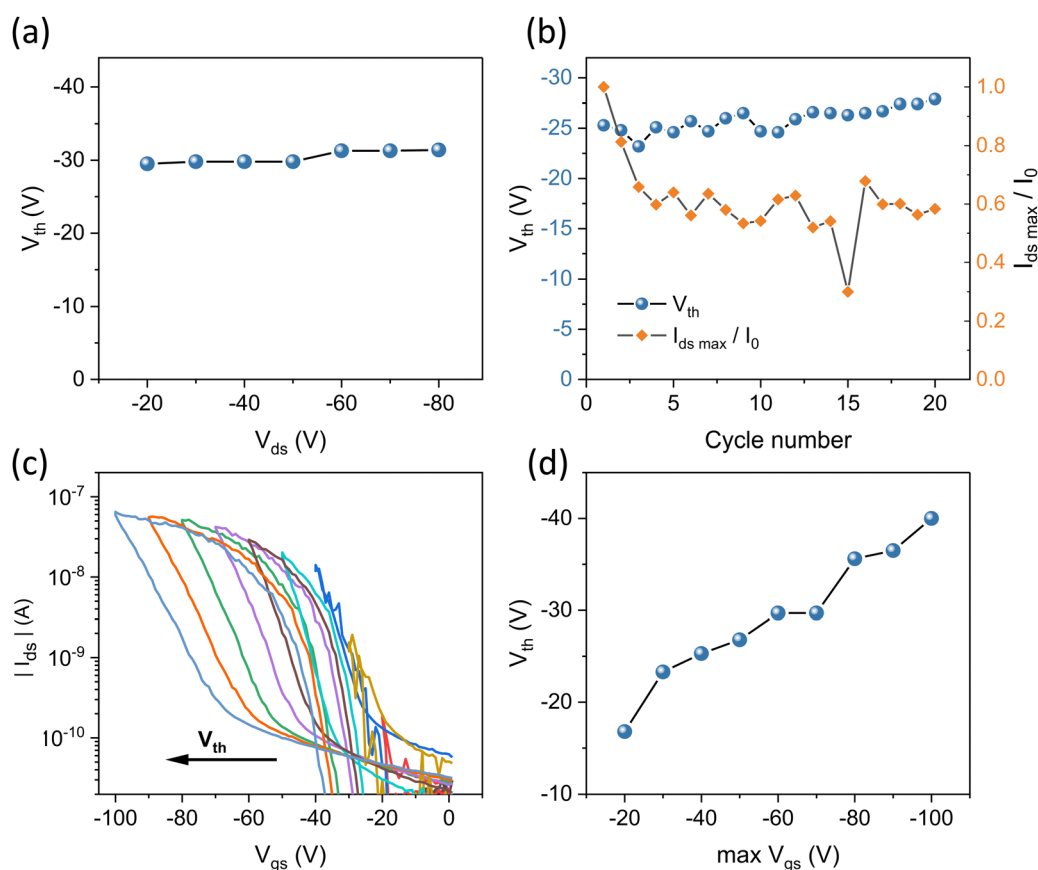 (a)
-40
-30
-20
-10
0
V_th (V)
-20
-40
-60
-80
V_ds (V)
(b)
-30
-25
-20
-15
-10
-5
0
V_th (V)
V_th
I_ds max / I_0
1.0
0.8
0.6
0.4
0.2
0.0
I_ds max / I_0
0
5
10
15
20
Cycle number
(c)
10^-7
10^-8
10^-9
10^-10
| I_ds | (A)
V_th
-100
-80
-60
-40
-20
0
V_gs (V)
(d)
-40
-30
-20
-10
V_th (V)
-20
-40
-60
-80
-100
max V_gs (V)